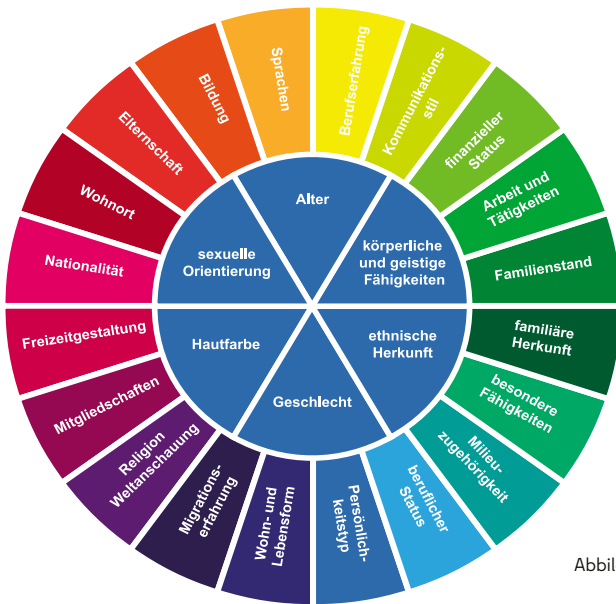 Berufserfahrung
Kommunikations-
stil
finanzieller
Status
Arbeit und
Tätigkeiten
Familienstand
familiäre
Herkunft
besondere
Fähigkeiten
Milieu-
zugehörigkeit
beruflicher
Status
Persönlich-
keitstyp
Wohn- und
Lebensform
Migrations-
erfahrung
Religion
Weltanschauung
Mitgliedschaften
Freizeitgestaltung
Nationalität
Wohnort
Elternschaft
Bildung
Sprachen
Alter
körperliche
und geistige
Fähigkeiten
ethnische
Herkunft
Geschlecht
Hautfarbe
sexuelle
Orientierung
Abbil